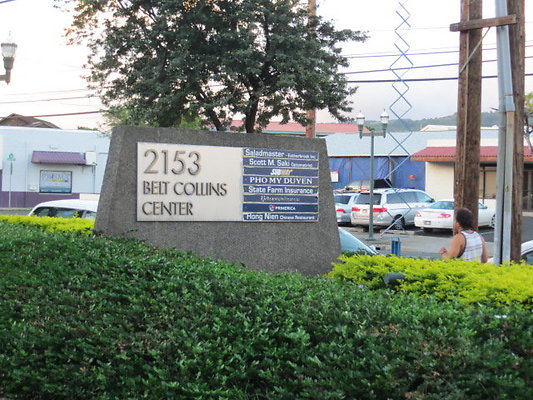 2153
BELT COLLINS
CENTER
Saladmaster
Scott M. Saki Optometrist
SUBWAY
PHO MY DUYEN
State Farm Insurance
PRIMERICA
Hong Nien Chinese Restaurant